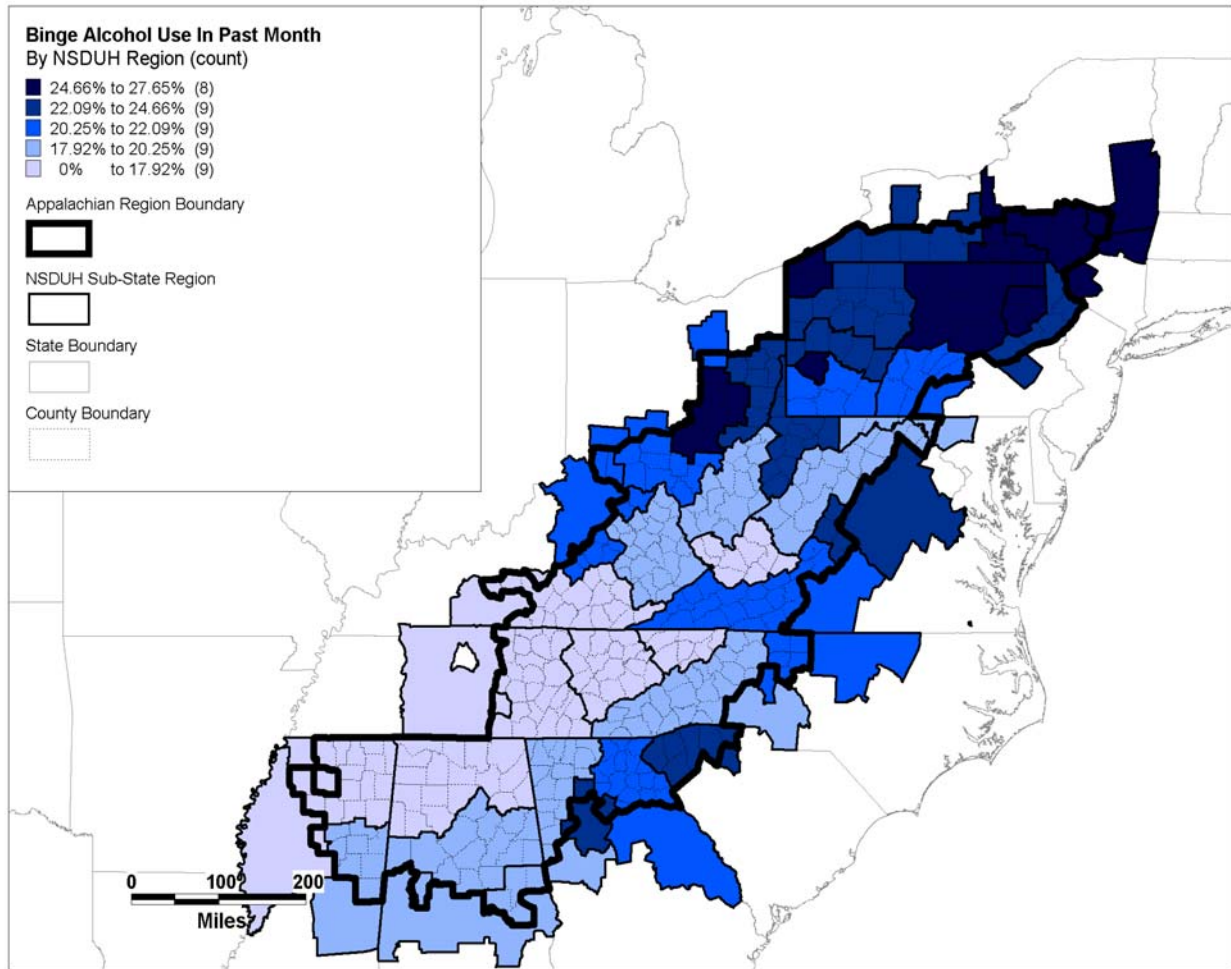 Binge Alcohol Use In Past Month
By NSDUH Region (count)
24.66% to 27.65% (8)
22.09% to 24.66% (9)
20.25% to 22.09% (9)
17.92% to 20.25% (9)
0% to 17.92% (9)
Appalachian Region Boundary
NSDUH Sub-State Region
State Boundary
County Boundary
0 100 200
Miles